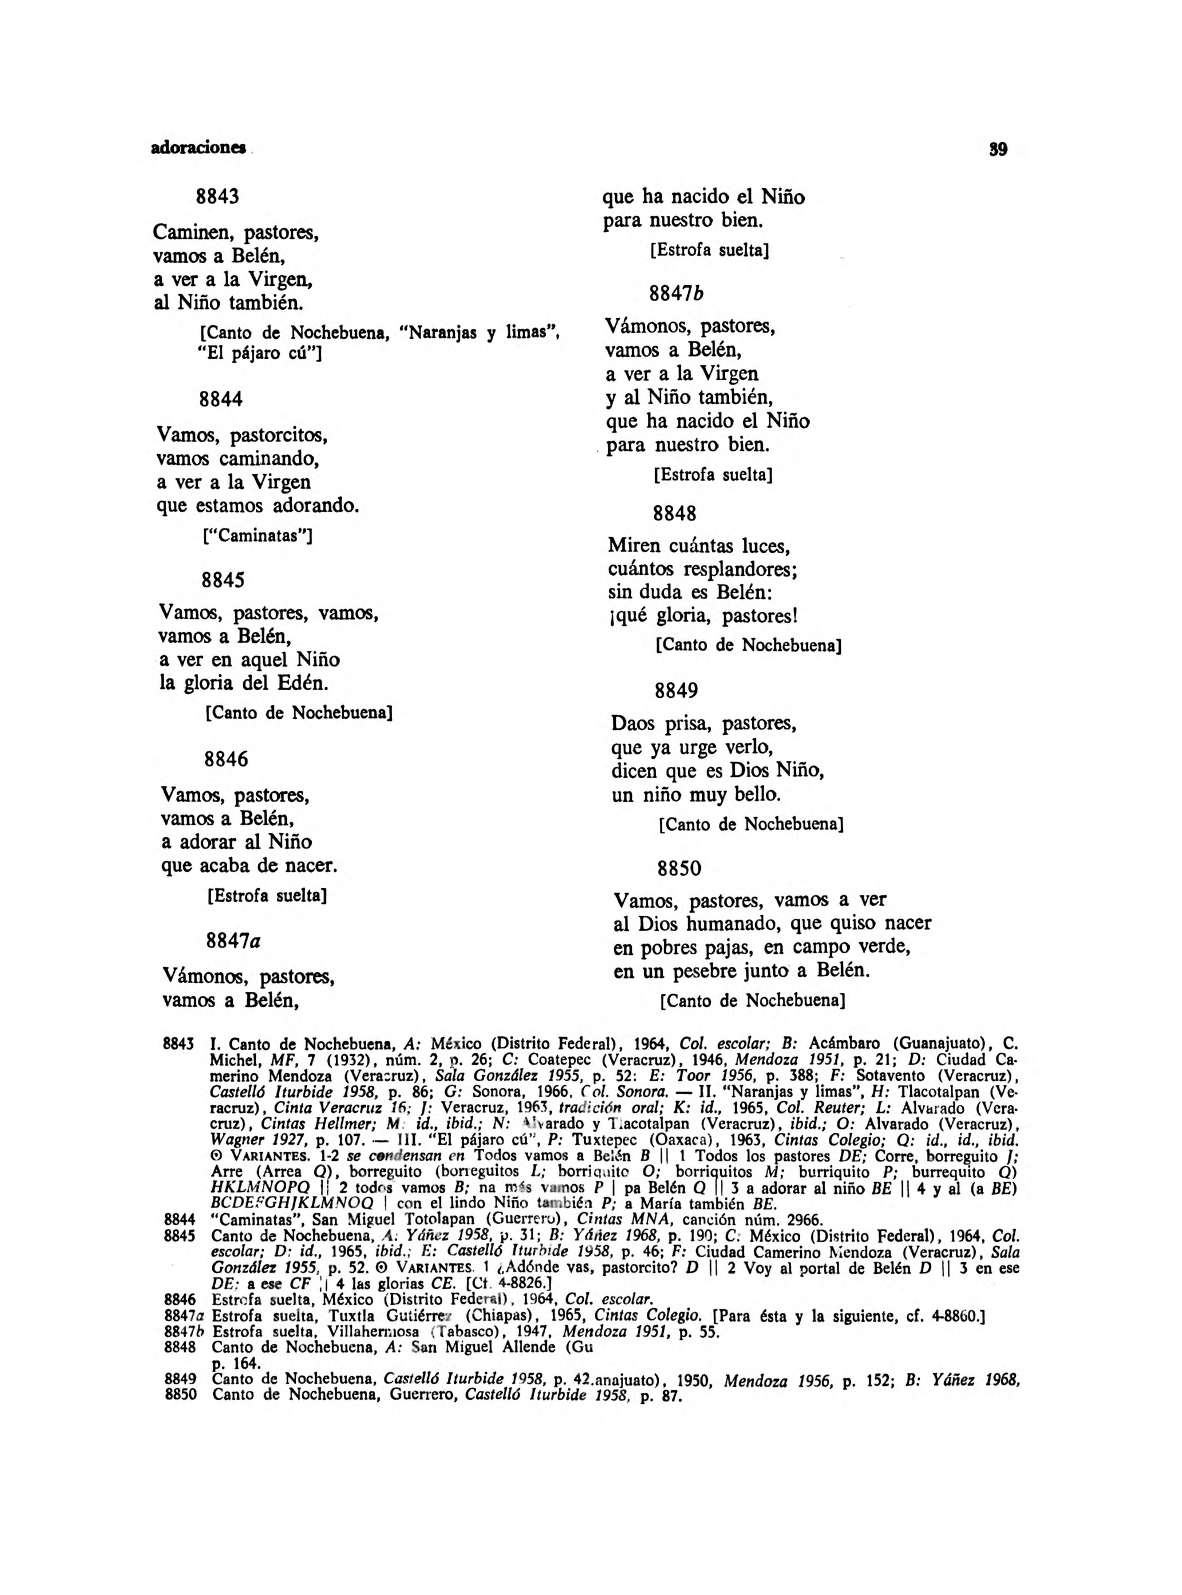 adoraciones
39
8843
Caminen, pastores,
vamos a Belén,
a ver a la Virgen,
al Niño también.
[Canto de Nochebuena, “Naranjas y limas”,
“El pájaro cú”]
8844
Vamos, pastorcitos,
vamos caminando,
a ver a la Virgen
que estamos adorando.
[“Caminatas”]
8845
Vamos, pastores, vamos,
vamos a Belén,
a ver en aquel Niño
la gloria del Edén.
[Canto de Nochebuena]
8846
Vamos, pastores,
vamos a Belén,
a adorar al Niño
que acaba de nacer.
[Estrofa suelta]
8847a
Vámonos, pastores,
vamos a Belén,
que ha nacido el Niño
para nuestro bien.
[Estrofa suelta]
8847b
Vámonos, pastores,
vamos a Belén,
a ver a la Virgen
y al Niño también,
que ha nacido el Niño
para nuestro bien.
[Estrofa suelta]
8848
Miren cuántas luces,
cuántos resplandores;
sin duda es Belén:
¡qué gloria, pastores!
[Canto de Nochebuena]
8849
Daos prisa, pastores,
que ya urge verlo,
dicen que es Dios Niño,
un niño muy bello.
[Canto de Nochebuena]
8850
Vamos, pastores, vamos a ver
al Dios humanado, que quiso nacer
en pobres pajas, en campo verde,
en un pesebre junto a Belén.
[Canto de Nochebuena]
8843 I. Canto de Nochebuena, A: México (Distrito Federal), 1964, Col. escolar; B: Acámbaro (Guanajuato), C.
Michel, MF, 7 (1932), núm. 2, p. 26; C: Coatepec (Veracruz), 1946, Mendoza 1951, p. 21; D: Ciudad Ca-
merino Mendoza (Veracruz), Sala González 1955, p. 52: E: Toor 1956, p. 388; F: Sotavento (Veracruz),
Castelló Iturbide 1958, p. 86; G: Sonora, 1966, Col. Sonora. — II. “Naranjas y limas”, H: Tlacotalpan (Ve-
racruz), Cinta Veracruz 16; J: Veracruz, 1963, tradición oral; K: id., 1965, Col. Reuter; L: Alvarado (Vera-
cruz), Cintas Hellmer; M: id., ibid.; N: Alvarado y Tlacotalpan (Veracruz), ibid.; O: Alvarado (Veracruz),
Wagner 1927, p. 107. — III. “El pájaro cú”, P: Tuxtepec (Oaxaca), 1963, Cintas Colegio; Q: id., id., ibid.
⊙ VARIANTES. 1-2 se condensan en Todos vamos a Belén B || 1 Todos los pastores DE; Corre, borreguito J;
Arre (Arrea Q), borreguito (borreguitos L; borriquito O; borriquitos M; burriquito P; burrequito Q)
HKLMNOPQ || 2 todos vamos B; na más vamos P | pa Belén Q || 3 a adorar al niño BE || 4 y al (a BE)
BCDEFGHJKLMNOQ | con el lindo Niño también P; a María también BE.
8844 “Caminatas”, San Miguel Totolapan (Guerrero), Cintas MNA, canción núm. 2966.
8845 Canto de Nochebuena, A: Yáñez 1958, p. 31; B: Yáñez 1968, p. 190; C: México (Distrito Federal), 1964, Col.
escolar; D: id., 1965, ibid.; E: Castelló Iturbide 1958, p. 46; F: Ciudad Camerino Mendoza (Veracruz), Sala
González 1955, p. 52. ⊙ VARIANTES. 1 ¿Adónde vas, pastorcito? D || 2 Voy al portal de Belén D || 3 en ese
DE; a ese CF || 4 las glorias CE. [Cf. 4-8826.]
8846 Estrofa suelta, México (Distrito Federal), 1964, Col. escolar.
8847a Estrofa suelta, Tuxtla Gutiérrez (Chiapas), 1965, Cintas Colegio. [Para ésta y la siguiente, cf. 4-8860.]
8847b Estrofa suelta, Villahermosa (Tabasco), 1947, Mendoza 1951, p. 55.
8848 Canto de Nochebuena, A: San Miguel Allende (Gu
p. 164.
8849 Canto de Nochebuena, Castelló Iturbide 1958, p. 42.anajuato), 1950, Mendoza 1956, p. 152; B: Yáñez 1968,
8850 Canto de Nochebuena, Guerrero, Castelló Iturbide 1958, p. 87.